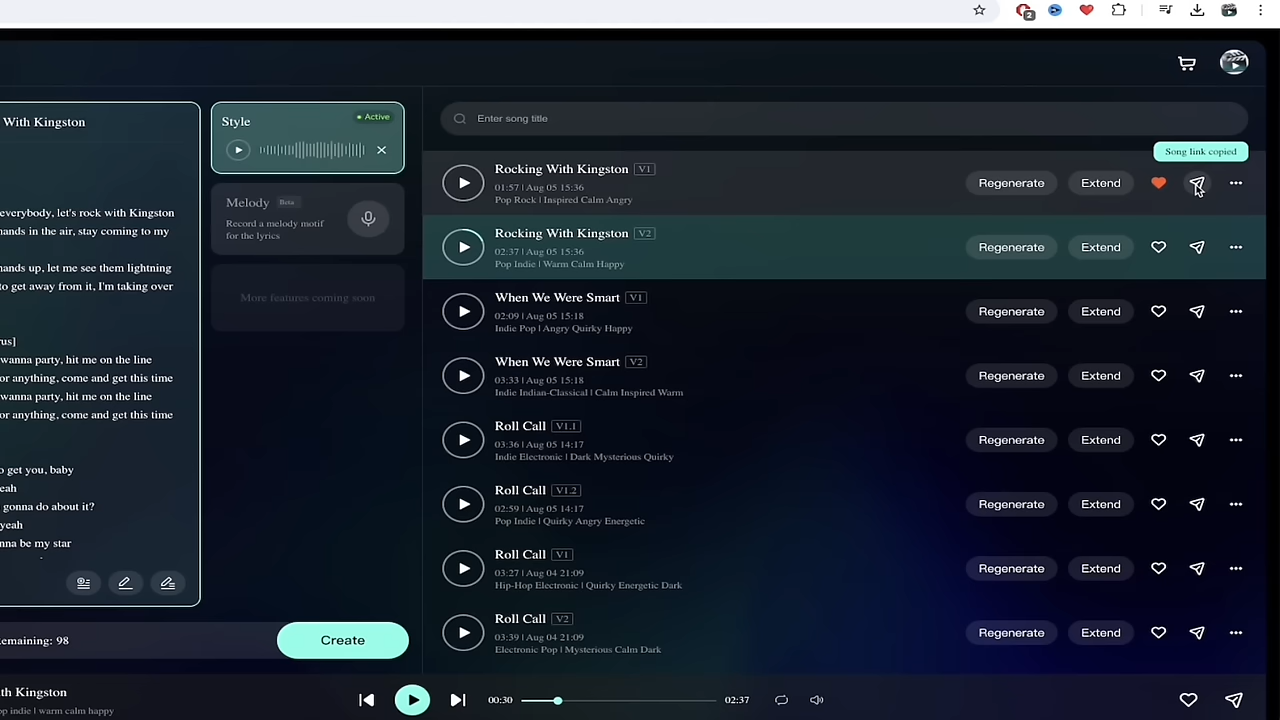 2
With Kingston
everybody, let's rock with Kingston
hands in the air, stay coming to my
hands up, let me see them lightning
to get away from it, I'm taking over
wanna party, hit me on the line
or anything, come and get this time
wanna party, hit me on the line
or anything, come and get this time
to get you, baby
gonna do about it?
yeah
my star
Remaining: 98
Create
Style
Active
Melody Beta
Record a melody motif
for the lyrics
More features coming soon
Enter song title
Song link copied
Rocking With Kingston V1
01:57 | Aug 05 15:36
Pop Rock | Inspired Calm Angry
Regenerate Extend
Rocking With Kingston V2
02:37 | Aug 05 15:36
Pop Indie | Warm Calm Happy
Regenerate Extend
When We Were Smart V1
02:09 | Aug 05 15:18
Indie Pop | Angry Quirky Happy
Regenerate Extend
When We Were Smart V2
03:33 | Aug 05 15:18
Indie Indian-Classical | Calm Inspired Warm
Regenerate Extend
Roll Call V1.1
03:36 | Aug 05 14:17
Indie Electronic | Dark Mysterious Quirky
Regenerate Extend
Roll Call V1.2
02:59 | Aug 05 14:17
Pop Indie | Quirky Angry Energetic
Regenerate Extend
Roll Call V1
03:27 | Aug 04 21:09
Hip-Hop Electronic | Quirky Energetic Dark
Regenerate Extend
Roll Call V2
03:39 | Aug 04 21:09
Electronic Pop | Mysterious Calm Dark
Regenerate Extend
th Kingston
op indie | warm calm happy
00:30
02:37